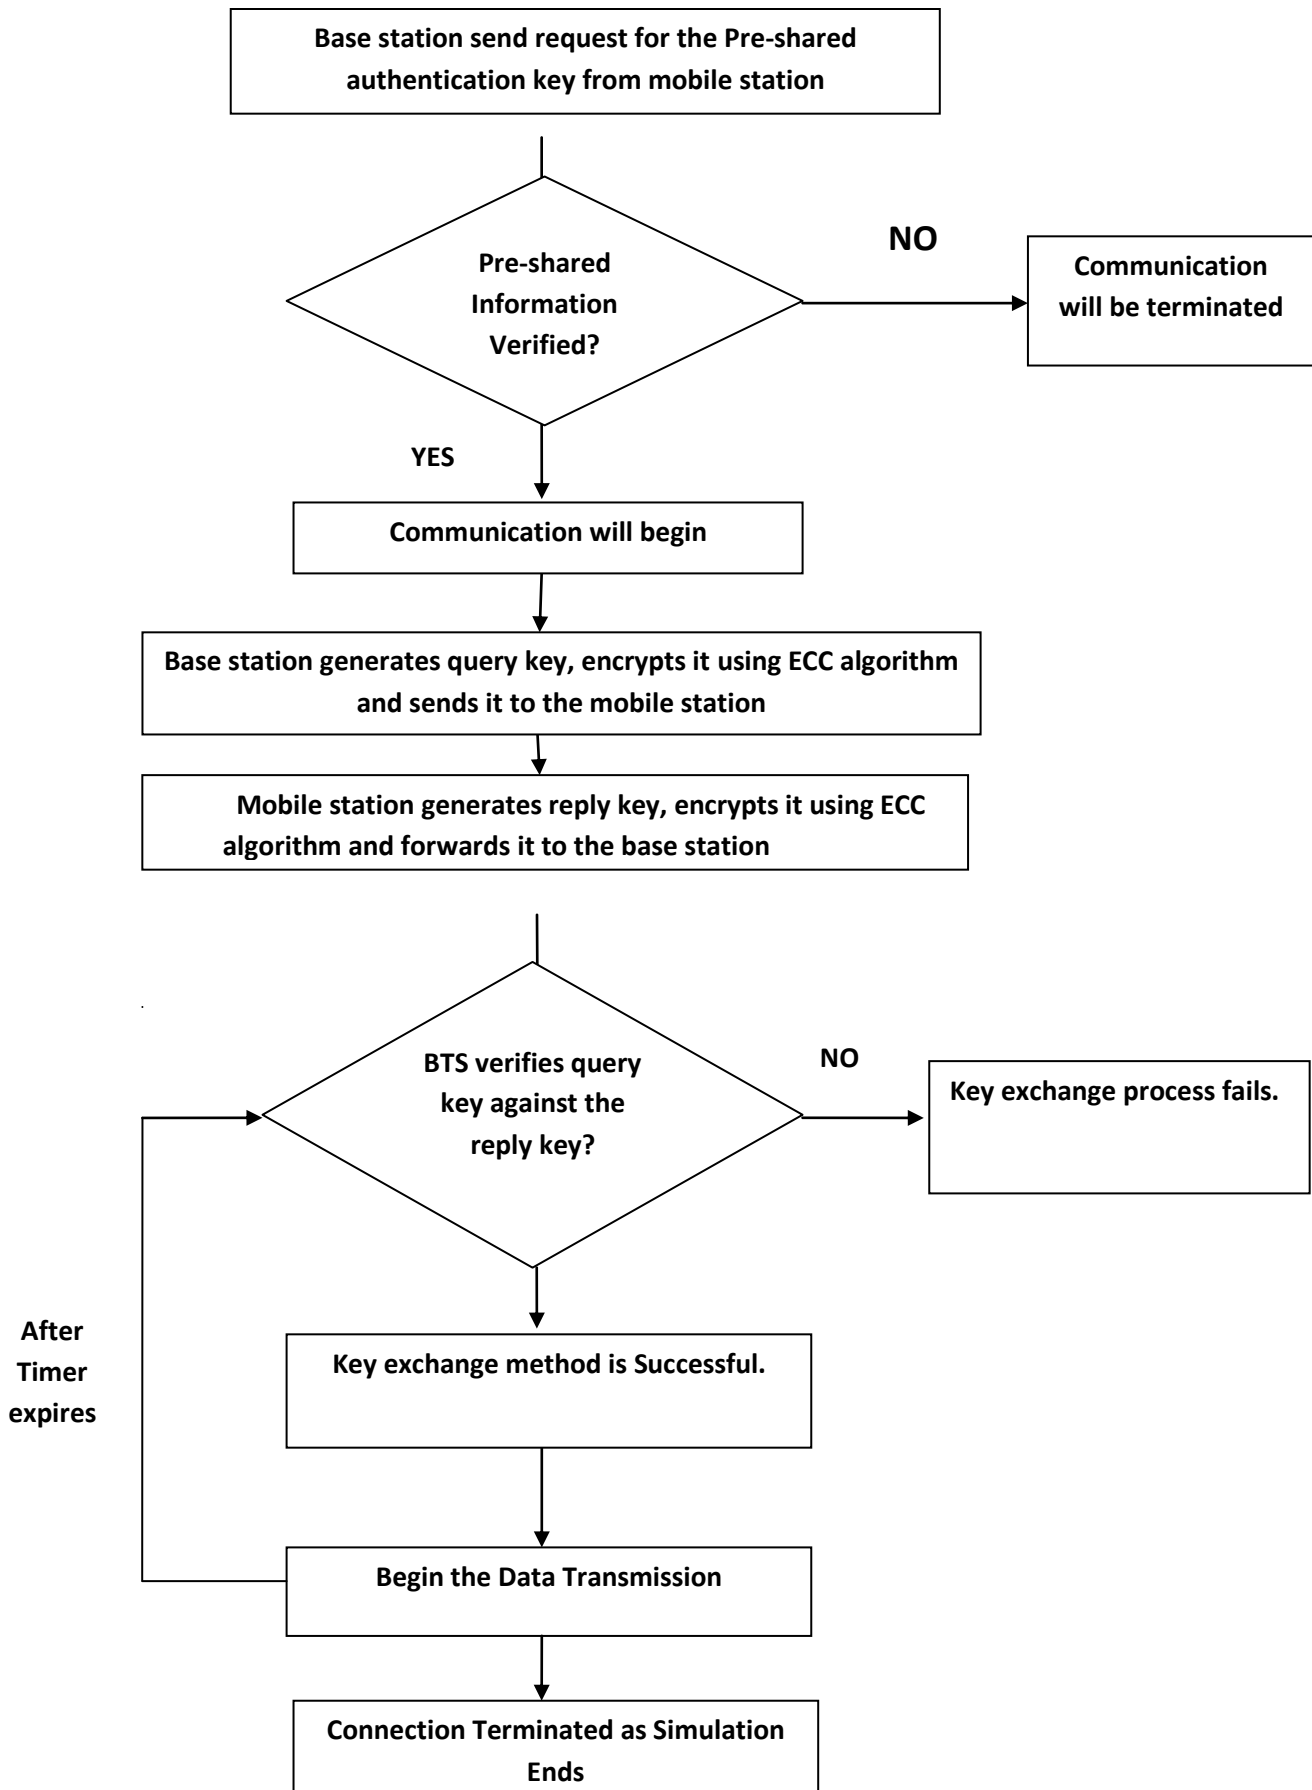 Base station send request for the Pre-shared
authentication key from mobile station
NO
Pre-shared
Information
Verified?
Communication
will be terminated
YES
Communication will begin
Base station generates query key, encrypts it using ECC algorithm
and sends it to the mobile station
Mobile station generates reply key, encrypts it using ECC
algorithm and forwards it to the base station
BTS verifies query
key against the
reply key?
NO
Key exchange process fails.
After
Timer
expires
Key exchange method is Successful.
Begin the Data Transmission
Connection Terminated as Simulation
Ends